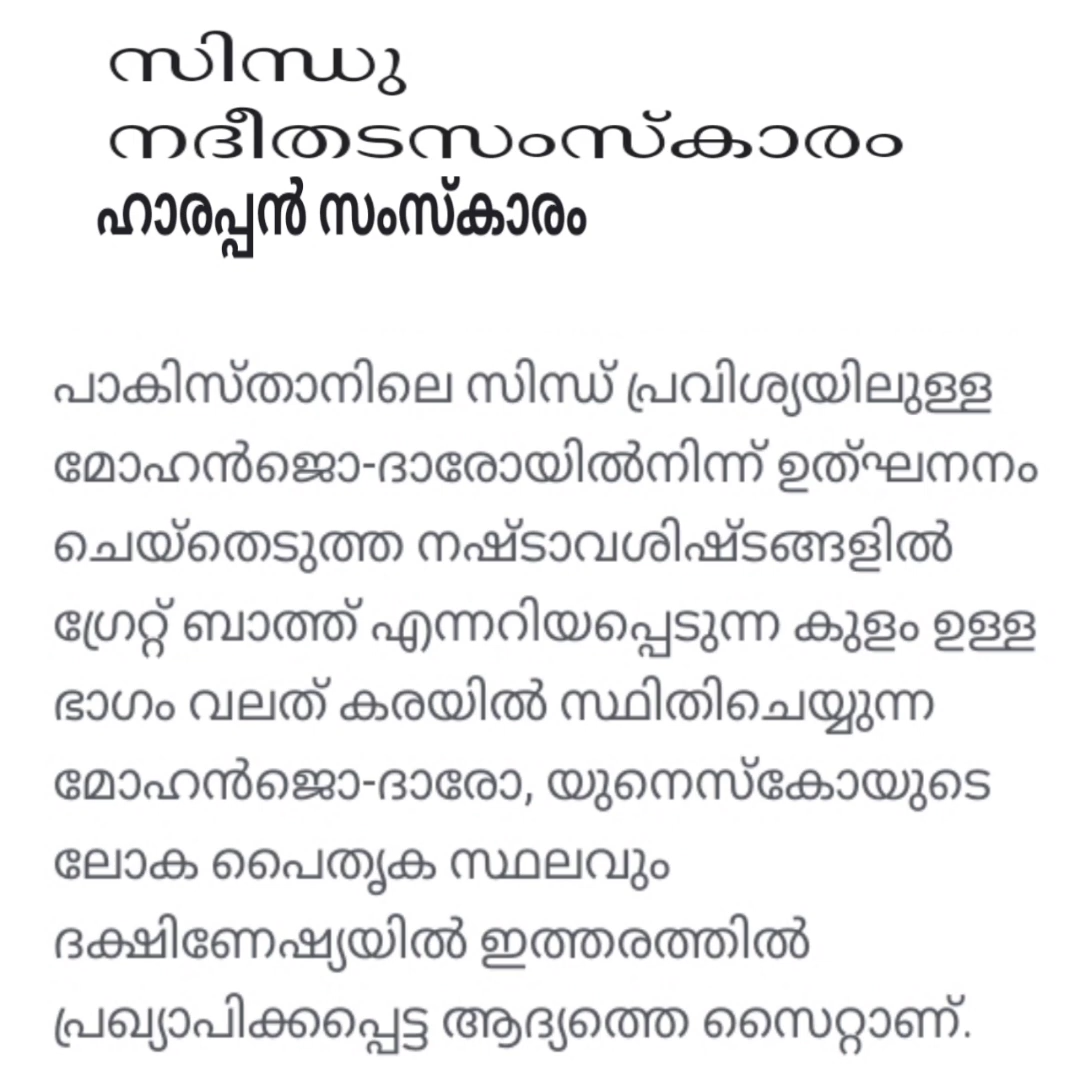 സിന്ധു
നദീതടസംസ്കാരം
ഹാരപ്പൻ സംസ്കാരം
പാകിസ്താനിലെ സിന്ധ് പ്രവിശ്യയിലുള്ള
മോഹൻജൊ-ദാരോയിൽനിന്ന് ഉത്ഘനനം
ചെയ്തെടുത്ത നഷ്ടാവശിഷ്ടങ്ങളിൽ
ഗ്രേറ്റ് ബാത്ത് എന്നറിയപ്പെടുന്ന കുളം ഉള്ള
ഭാഗം വലത് കരയിൽ സ്ഥിതിചെയ്യുന്ന
മോഹൻജൊ-ദാരോ, യുനെസ്കോയുടെ
ലോക പൈതൃക സ്ഥലവും
ദക്ഷിണേഷ്യയിൽ ഇത്തരത്തിൽ
പ്രഖ്യാപിക്കപ്പെട്ട ആദ്യത്തെ സൈറ്റാണ്.